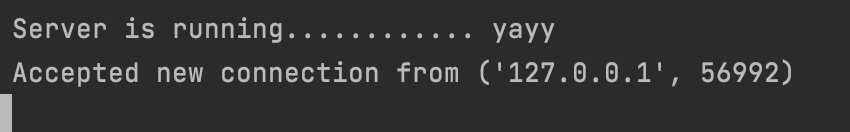 Server is running............ yayy
Accepted new connection from ('127.0.0.1', 56992)